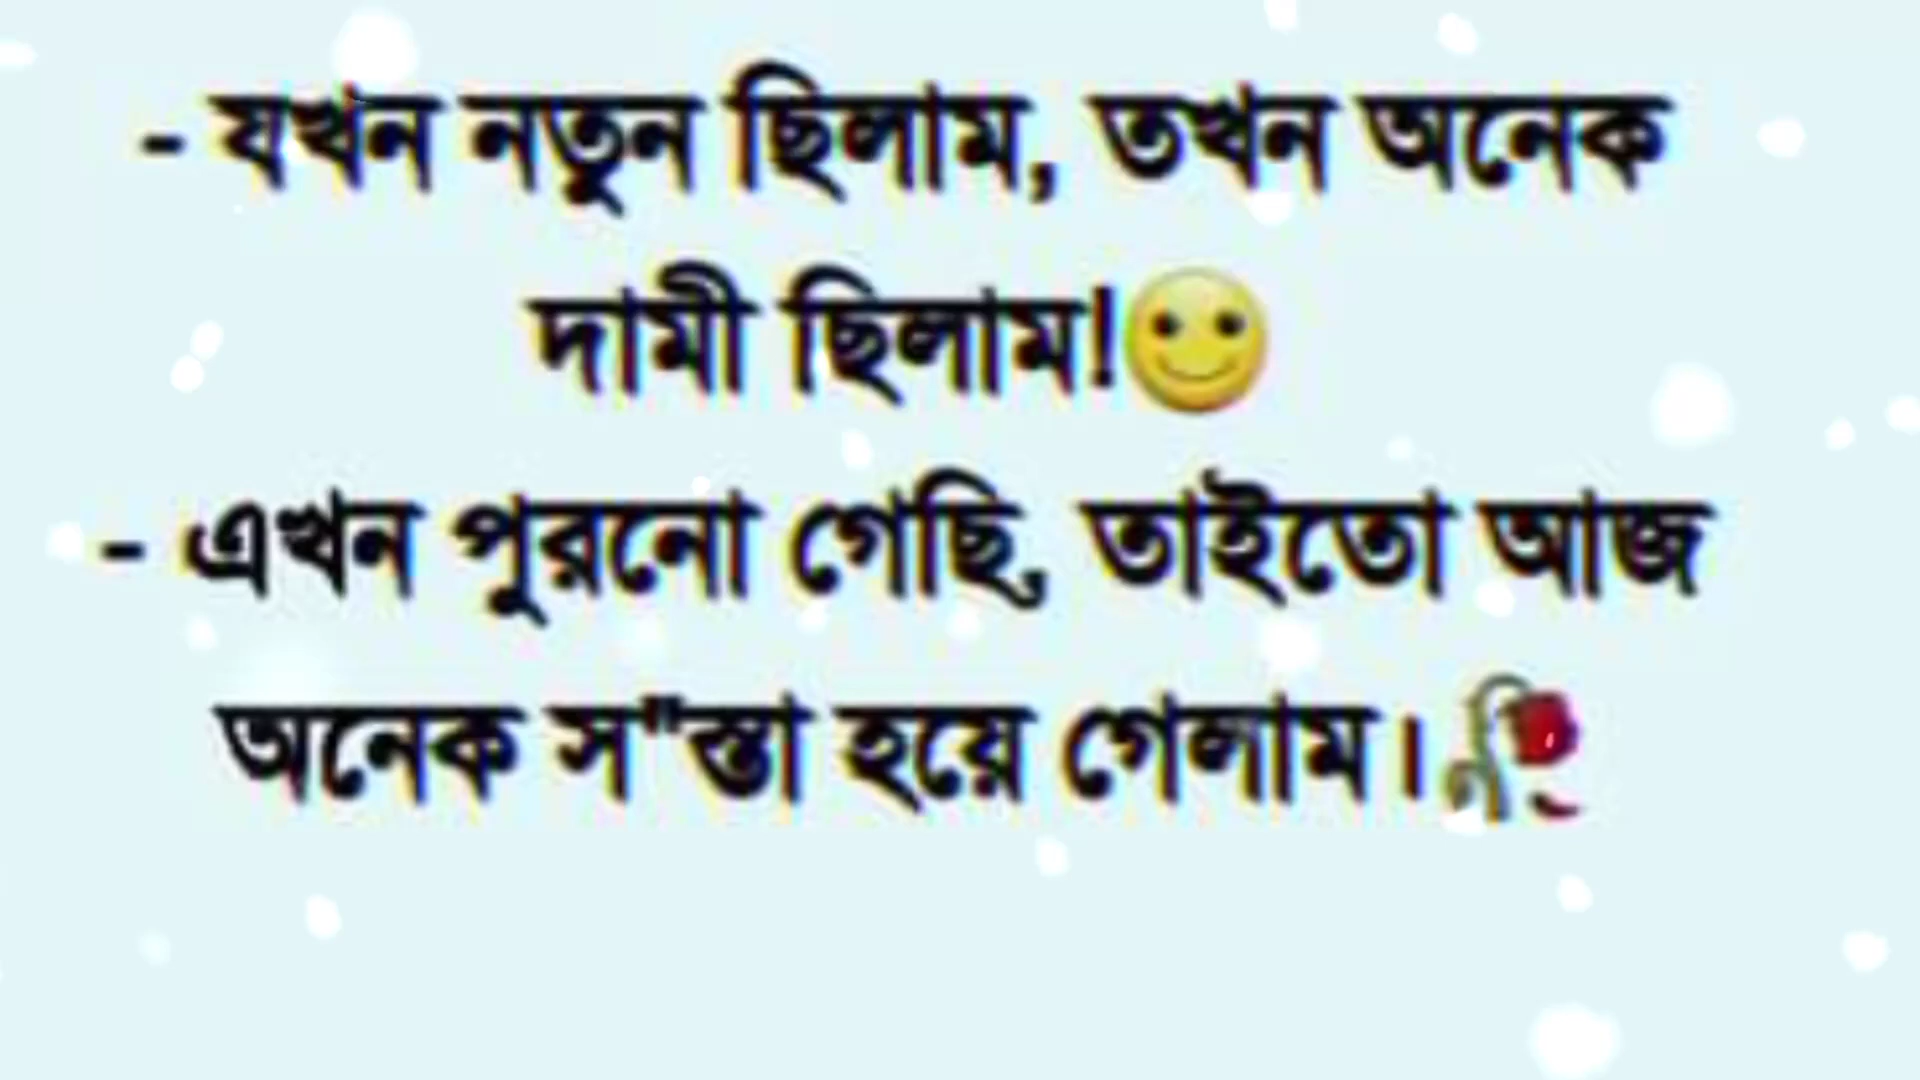 - যখন নতুন ছিলাম, তখন অনেক
দামী ছিলাম!🙂
- এখন পুরনো গেছি, তাইতো আজ
অনেক স"স্তা হয়ে গেলাম।🥀